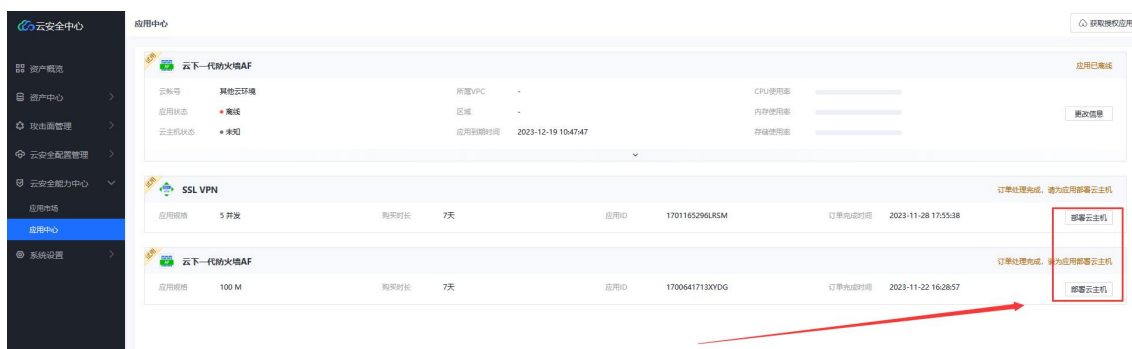 云安全中心
应用中心
获取授权应用
资产概览
资产中心
攻击面管理
云安全配置管理
云安全能力中心
应用市场
应用中心
系统设置
试用
云下一代防火墙AF
应用已离线
云帐号 其他云环境 所属VPC - CPU使用率
应用状态 离线 区域 - 内存使用率
更改信息
云主机状态 未知 应用到期时间 2023-12-19 10:47:47 存储使用率
试用
SSL VPN
订单处理完成，请为应用部署云主机
应用规格 5 并发 购买时长 7天 应用ID 1701165296LRSM 订单完成时间 2023-11-28 17:55:38 部署云主机
试用
云下一代防火墙AF
订单处理完成，请为应用部署云主机
应用规格 100 M 购买时长 7天 应用ID 1700641713XYDG 订单完成时间 2023-11-22 16:28:57 部署云主机